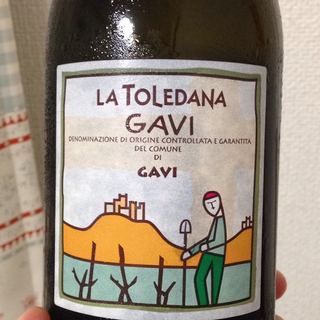 LA TOLEDANA
GAVI
DENOMINAZIONE DI ORIGINE CONTROLLATA E GARANTITA
DEL COMUNE
DI
GAVI